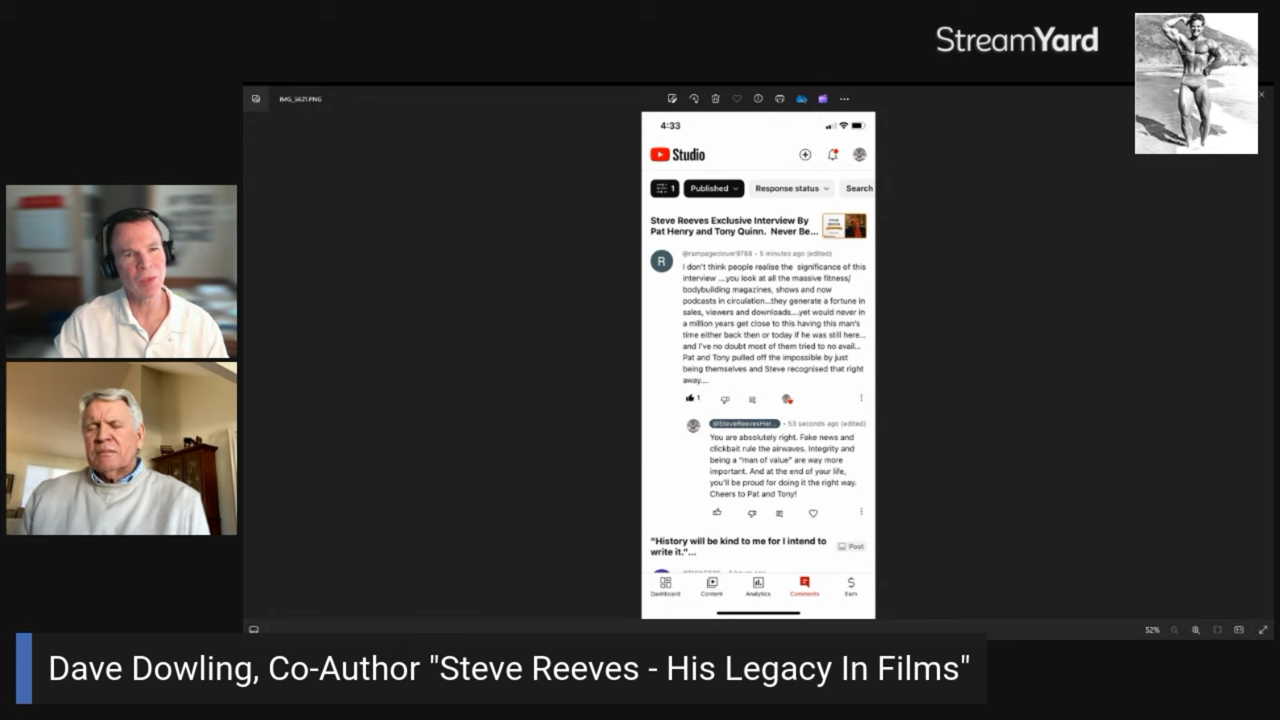 StreamYard
IMG_5621.PNG
4:33
Studio
1
Published
Response status
Search
Steve Reeves Exclusive Interview By
Pat Henry and Tony Quinn. Never Be...
R
@rampageclover9788 • 5 minutes ago (edited)
I don't think people realise the significance of this
interview ....you look at all the massive fitness/
bodybuilding magazines, shows and now
podcasts in circulation...they generate a fortune in
sales, viewers and downloads....yet would never in
a million years get close to this having this man's
time either back then or today if he was still here...
and I've no doubt most of them tried to no avail...
Pat and Tony pulled off the impossible by just
being themselves and Steve recognised that right
away....
1
@SteveReevesHer... • 53 seconds ago (edited)
You are absolutely right. Fake news and
clickbait rule the airwaves. Integrity and
being a "man of value" are way more
important. And at the end of your life,
you'll be proud for doing it the right way.
Cheers to Pat and Tony!
"History will be kind to me for I intend to
write it."...
Post
Dashboard
Content
Analytics
Comments
Earn
52%
Dave Dowling, Co-Author "Steve Reeves - His Legacy In Films"